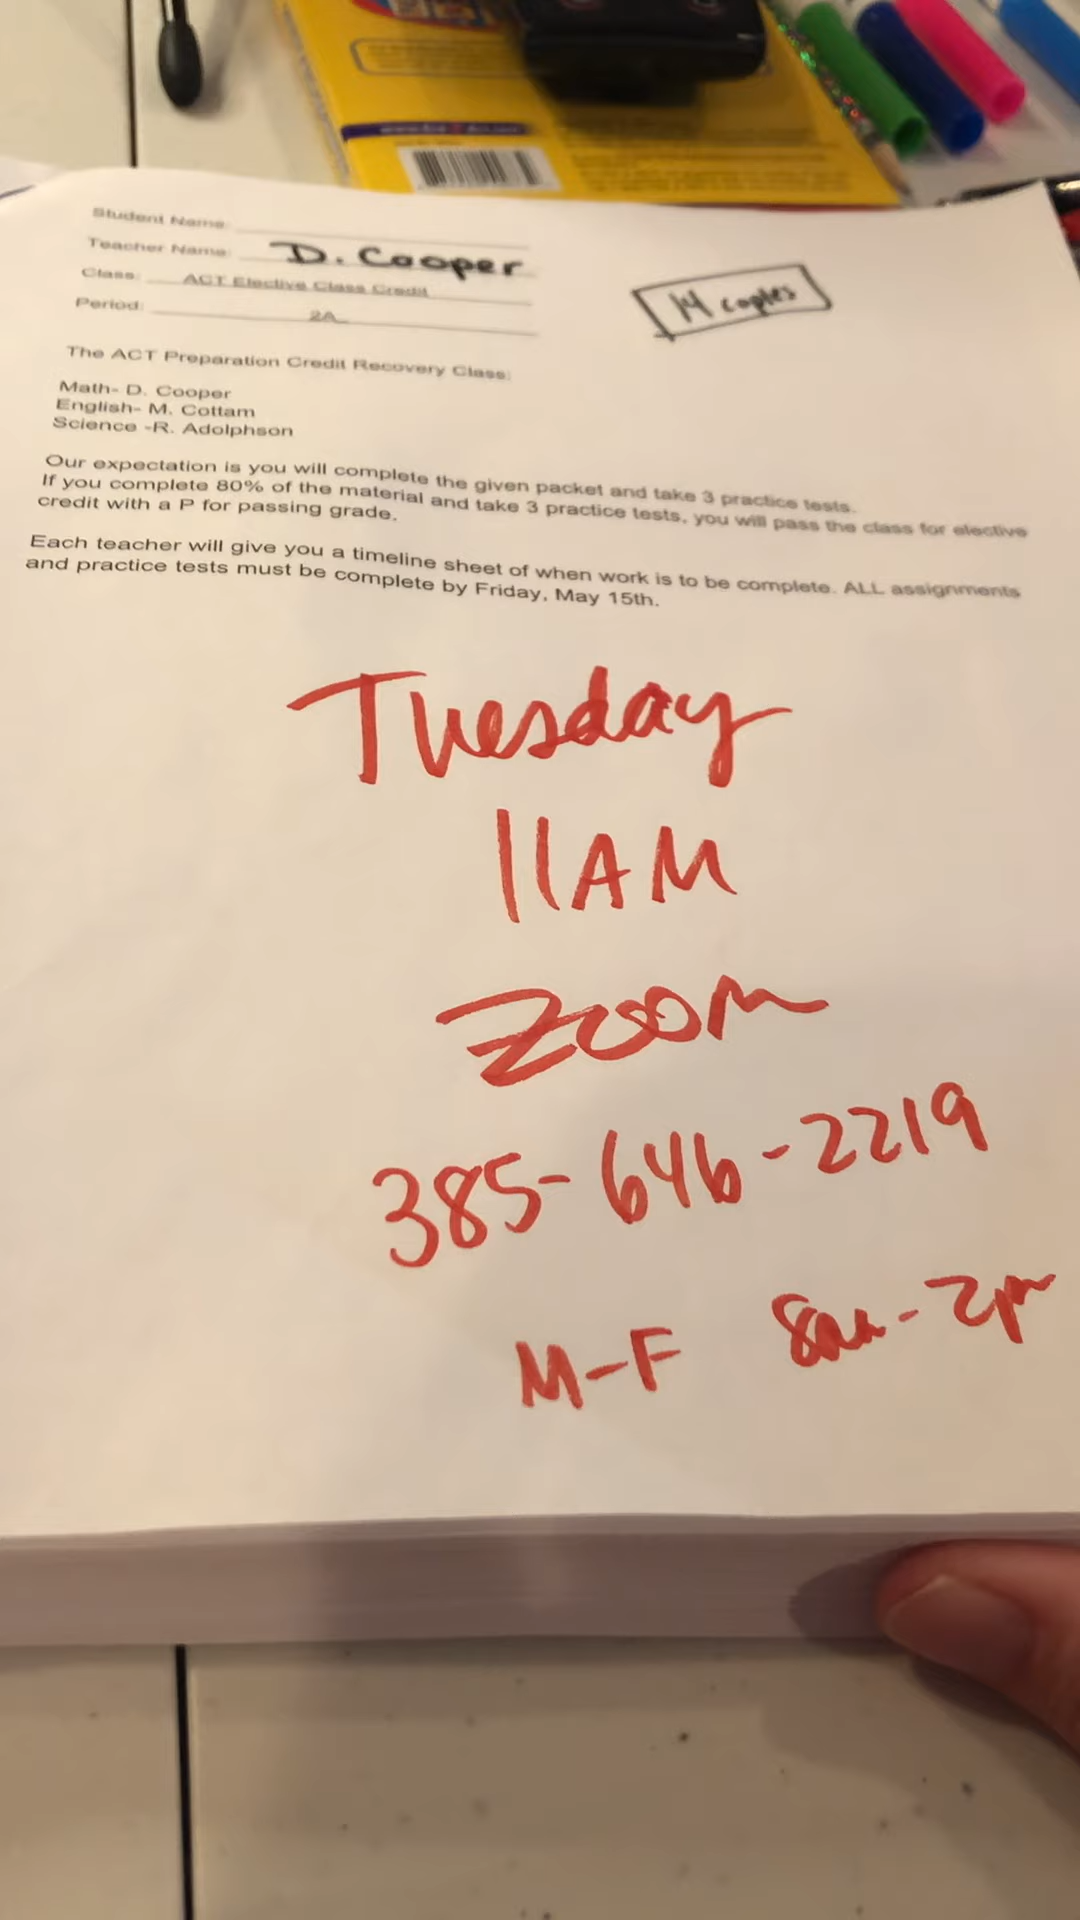 Student Name:
Teacher Name: D. Cooper
Class: ACT Elective Class Credit
Period: 2A
14 copies
The ACT Preparation Credit Recovery Class:
Math- D. Cooper
English- M. Cottam
Science -R. Adolphson
Our expectation is you will complete the given packet and take 3 practice tests.
If you complete 80% of the material and take 3 practice tests, you will pass the class for elective
credit with a P for passing grade.
Each teacher will give you a timeline sheet of when work is to be complete. ALL assignments
and practice tests must be complete by Friday, May 15th.
Tuesday
11AM
ZOOM
385-646-2219
M-F 8am-2pm